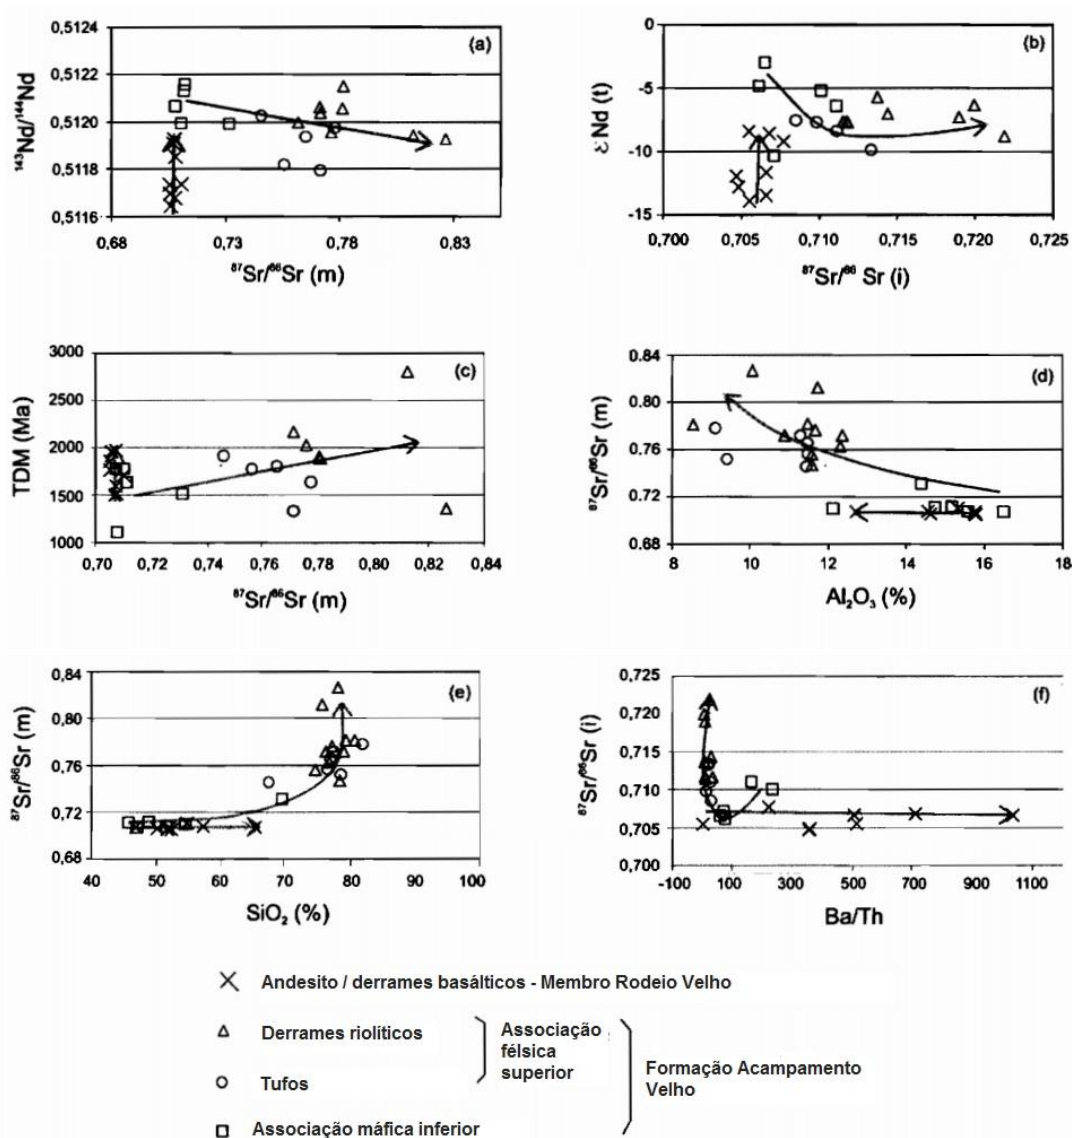 (a)
¹⁴³Nd/¹⁴⁴Nd
0,5124
0,5122
0,5120
0,5118
0,5116
0,68 0,73 0,78 0,83
⁸⁷Sr/⁸⁶Sr (m)
(b)
εNd (t)
0
-5
-10
-15
0,700 0,705 0,710 0,715 0,720 0,725
⁸⁷Sr/⁸⁶ Sr (i)
(c)
TDM (Ma)
3000
2500
2000
1500
1000
0,70 0,72 0,74 0,76 0,78 0,80 0,82 0,84
⁸⁷Sr/⁸⁶Sr (m)
(d)
⁸⁷Sr/⁸⁶Sr (m)
0.84
0.80
0.76
0.72
0.68
8 10 12 14 16 18
Al₂O₃ (%)
(e)
⁸⁷Sr/⁸⁶Sr (m)
0,84
0,80
0,76
0,72
0,68
40 50 60 70 80 90 100
SiO₂ (%)
(f)
⁸⁷Sr/⁸⁶Sr (i)
0,725
0,720
0,715
0,710
0,705
0,700
-100 100 300 500 700 900 1100
Ba/Th
Andesito / derrames basálticos - Membro Rodeio Velho
Derrames riolíticos
Tufos
Associação
félsica
superior
Formação Acampamento
Velho
Associação máfica inferior